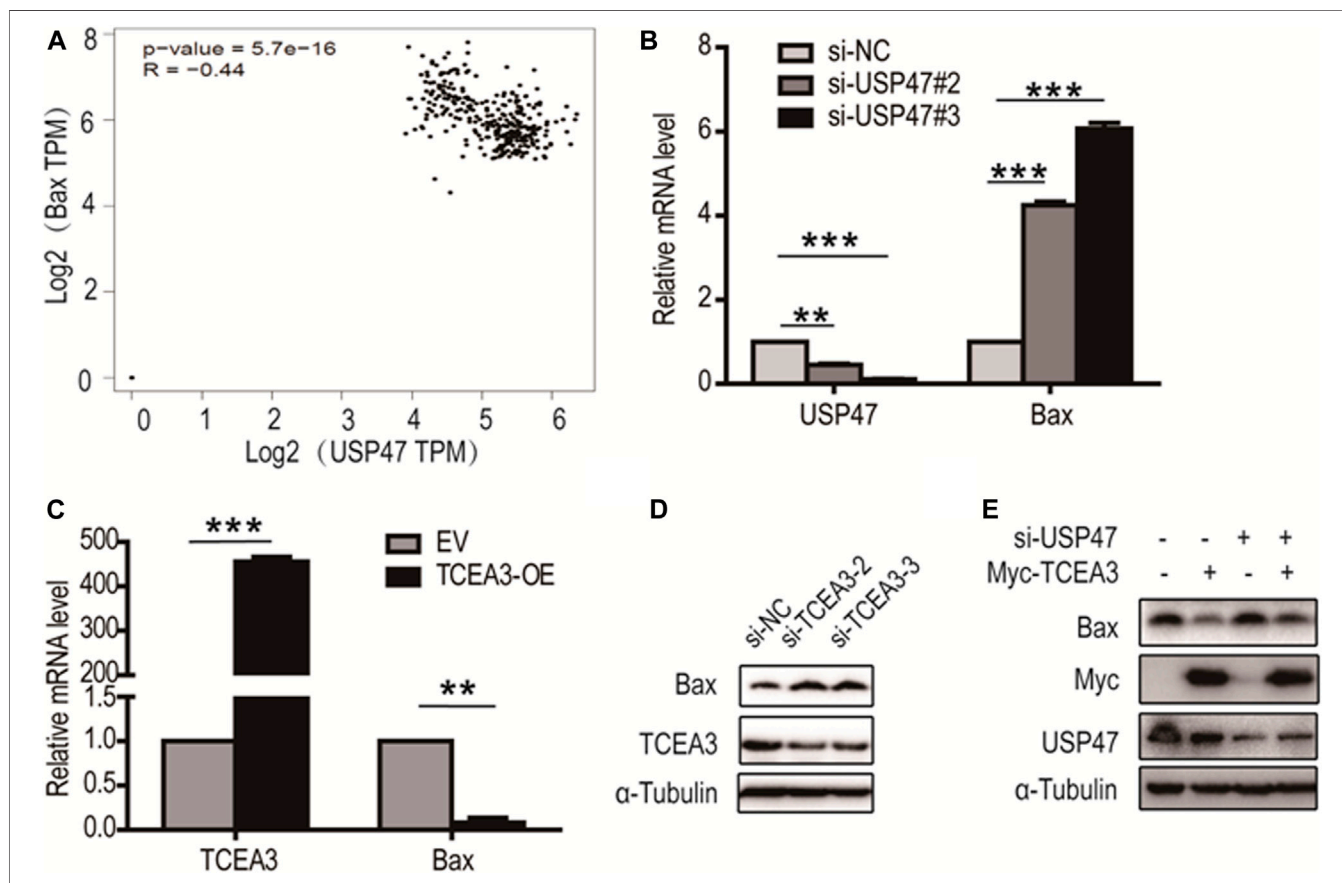 A
p-value = 5.7e-16
R = −0.44
Log2 （Bax TPM）
8
6
4
2
0
0 1 2 3 4 5 6
Log2 （USP47 TPM）
B
Relative mRNA level
8
6
4
2
0
si-NC
si-USP47#2
si-USP47#3
***
**
***
***
USP47 Bax
C
Relative mRNA level
500
400
300
200
1.5
1.0
0.5
0.0
***
**
EV
TCEA3-OE
TCEA3 Bax
D
si-NC
si-TCEA3-2
si-TCEA3-3
Bax
TCEA3
α-Tubulin
E
si-USP47 - - + +
Myc-TCEA3 - + - +
Bax
Myc
USP47
α-Tubulin